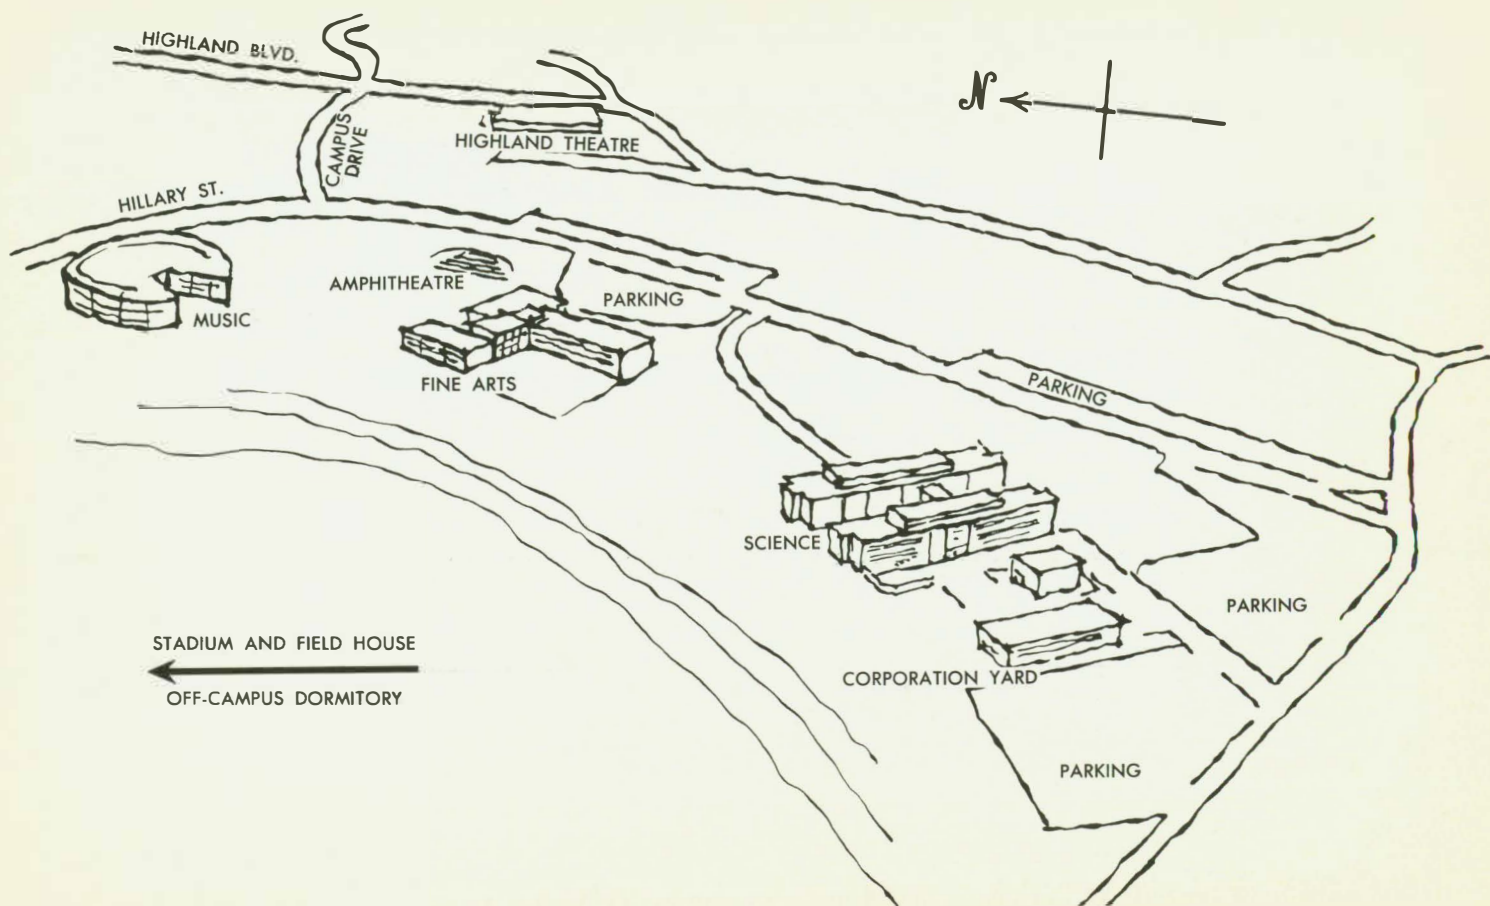 HIGHLAND BLVD.
N
CAMPUS
DRIVE
HIGHLAND THEATRE
HILLARY ST.
AMPHITHEATRE
PARKING
MUSIC
FINE ARTS
PARKING
SCIENCE
PARKING
STADIUM AND FIELD HOUSE
OFF-CAMPUS DORMITORY
CORPORATION YARD
PARKING